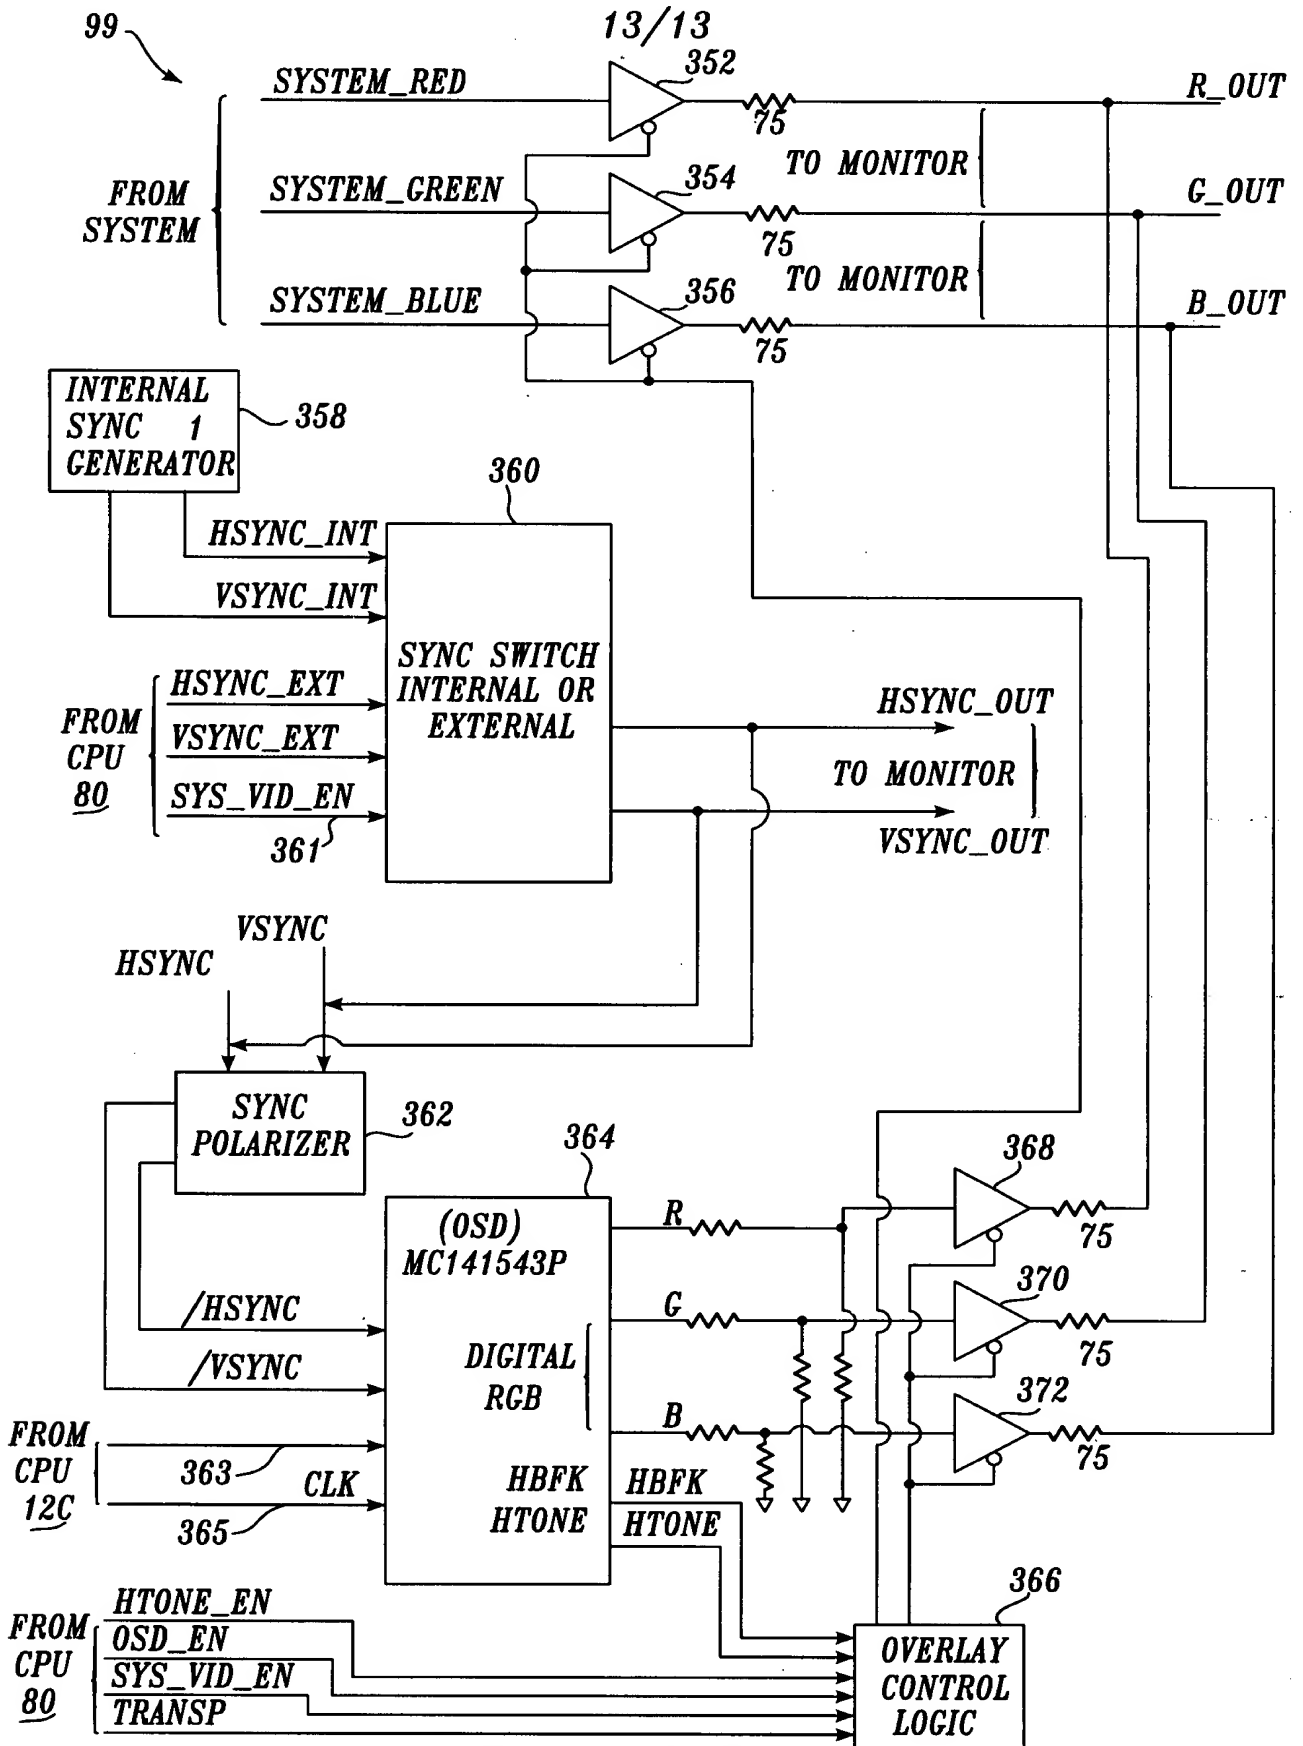 99
13/13
352
SYSTEM_RED
R_OUT
75
TO MONITOR
354
FROM
SYSTEM
SYSTEM_GREEN
G_OUT
75
TO MONITOR
356
SYSTEM_BLUE
B_OUT
75
INTERNAL
SYNC 1
GENERATOR
358
360
HSYNC_INT
VSYNC_INT
SYNC SWITCH
INTERNAL OR
EXTERNAL
FROM
CPU
80
HSYNC_EXT
VSYNC_EXT
SYS_VID_EN
361
HSYNC_OUT
TO MONITOR
VSYNC_OUT
VSYNC
HSYNC
SYNC
POLARIZER
362
364
368
(OSD)
MC141543P
R
75
/HSYNC
G
370
/VSYNC
DIGITAL
RGB
75
372
B
FROM
CPU
12C
363
CLK
365
75
HBFK
HTONE
HBFK
HTONE
366
HTONE_EN
FROM
CPU
80
OSD_EN
SYS_VID_EN
TRANSP
OVERLAY
CONTROL
LOGIC